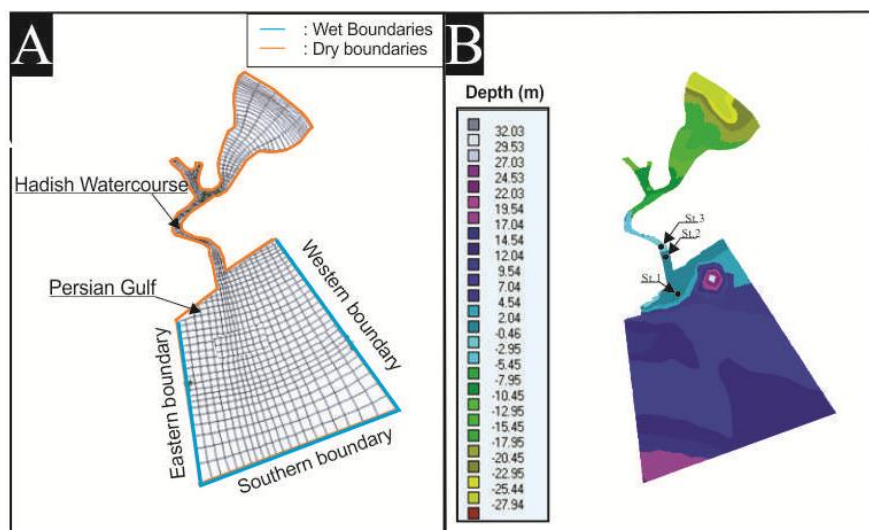 A
: Wet Boundaries
: Dry boundaries
Hadish Watercourse
Persian Gulf
Western boundary
Eastern boundary
Southern boundary
B
Depth (m)
32.03
29.53
27.03
24.53
22.03
19.54
17.04
14.54
12.04
9.54
7.04
4.54
2.04
-0.46
-2.95
-5.45
-7.95
-10.45
-12.95
-15.45
-17.95
-20.45
-22.95
-25.44
-27.94
St.3
St.2
St.1